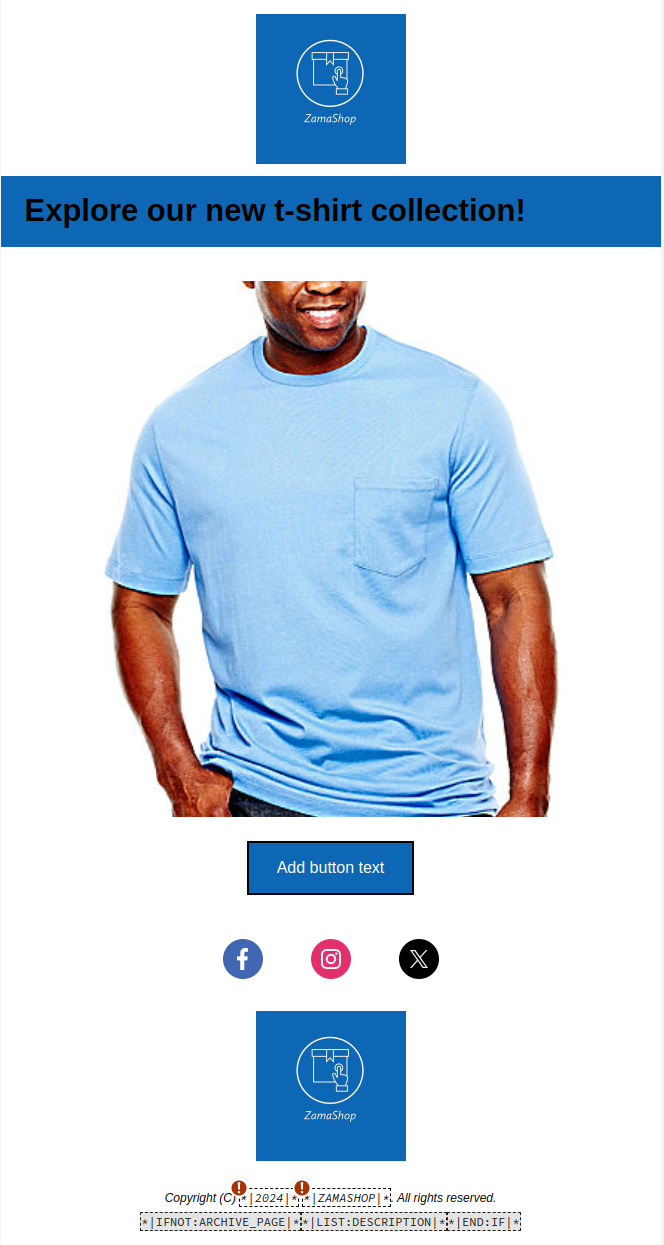 ZamaShop
Explore our new t-shirt collection!
Add button text
ZamaShop
Copyright (C) *|2024|* *|ZAMASHOP|*. All rights reserved.
*|IFNOT:ARCHIVE_PAGE|* *|LIST:DESCRIPTION|* *|END:IF|*